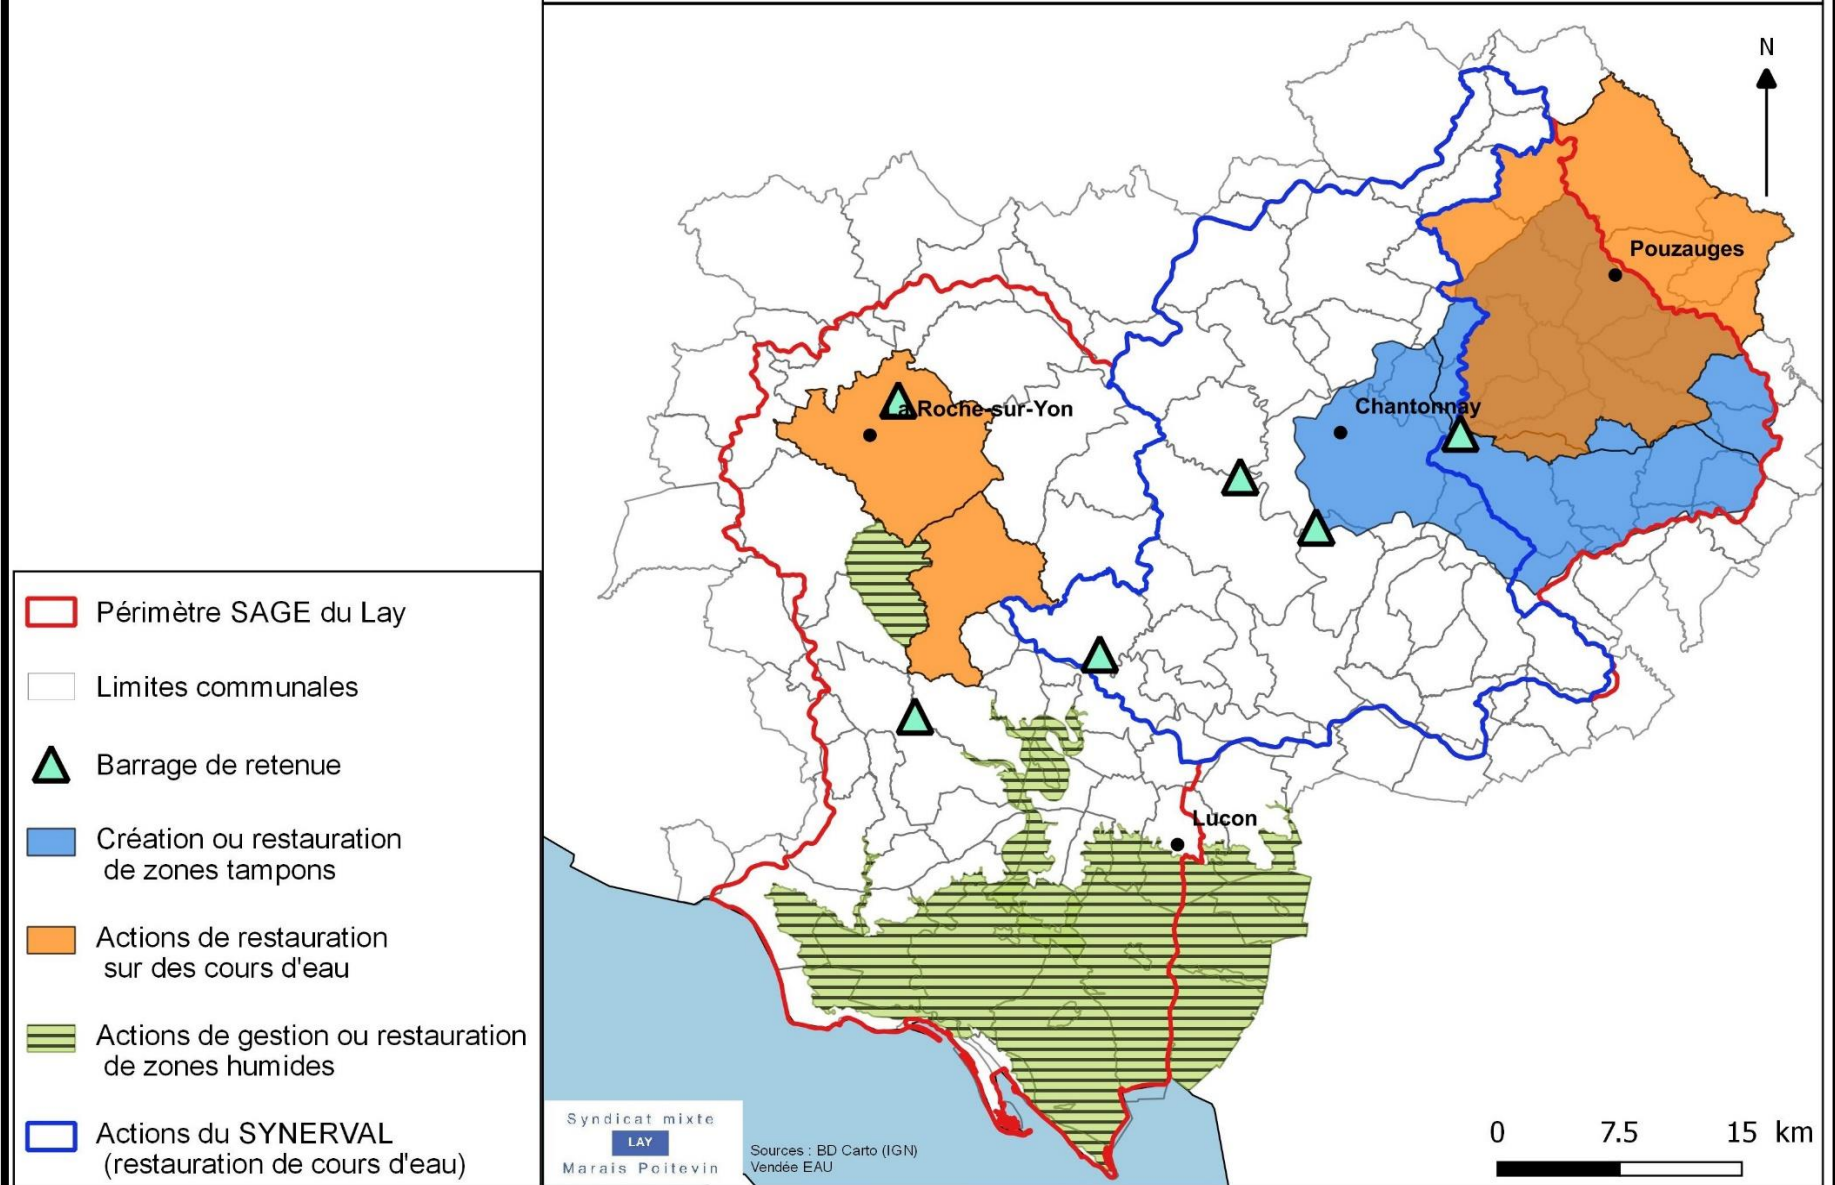 N
Pouzauges
La Roche-sur-Yon
Chantonnay
Luçon
Périmètre SAGE du Lay
Limites communales
Barrage de retenue
Création ou restauration
de zones tampons
Actions de restauration
sur des cours d'eau
Actions de gestion ou restauration
de zones humides
Actions du SYNERVAL
(restauration de cours d'eau)
Syndicat mixte
LAY
Marais Poitevin
Sources : BD Carto (IGN)
Vendée EAU
0 7.5 15 km